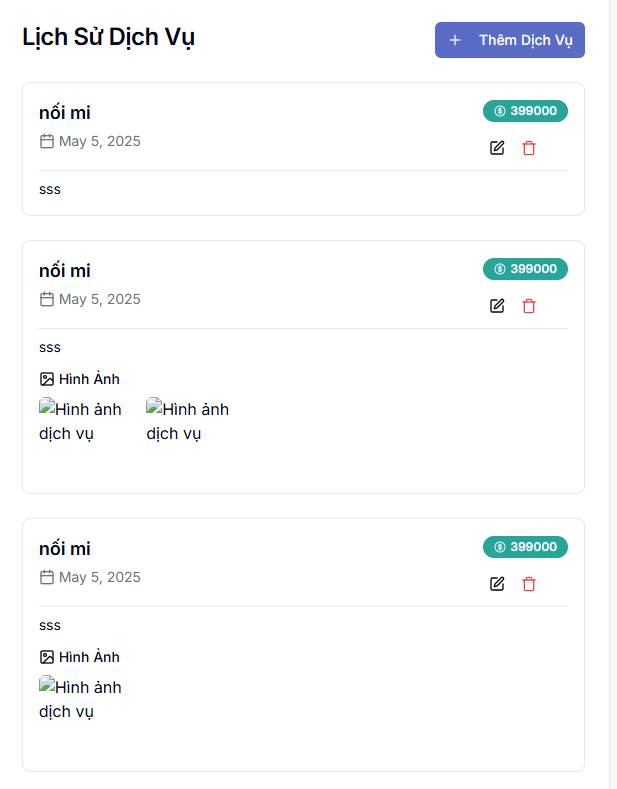 Lịch Sử Dịch Vụ
+ Thêm Dịch Vụ
nối mi
399000
May 5, 2025
sss
nối mi
399000
May 5, 2025
sss
Hình Ảnh
Hình ảnh dịch vụ
Hình ảnh dịch vụ
nối mi
399000
May 5, 2025
sss
Hình Ảnh
Hình ảnh
dịch vụ